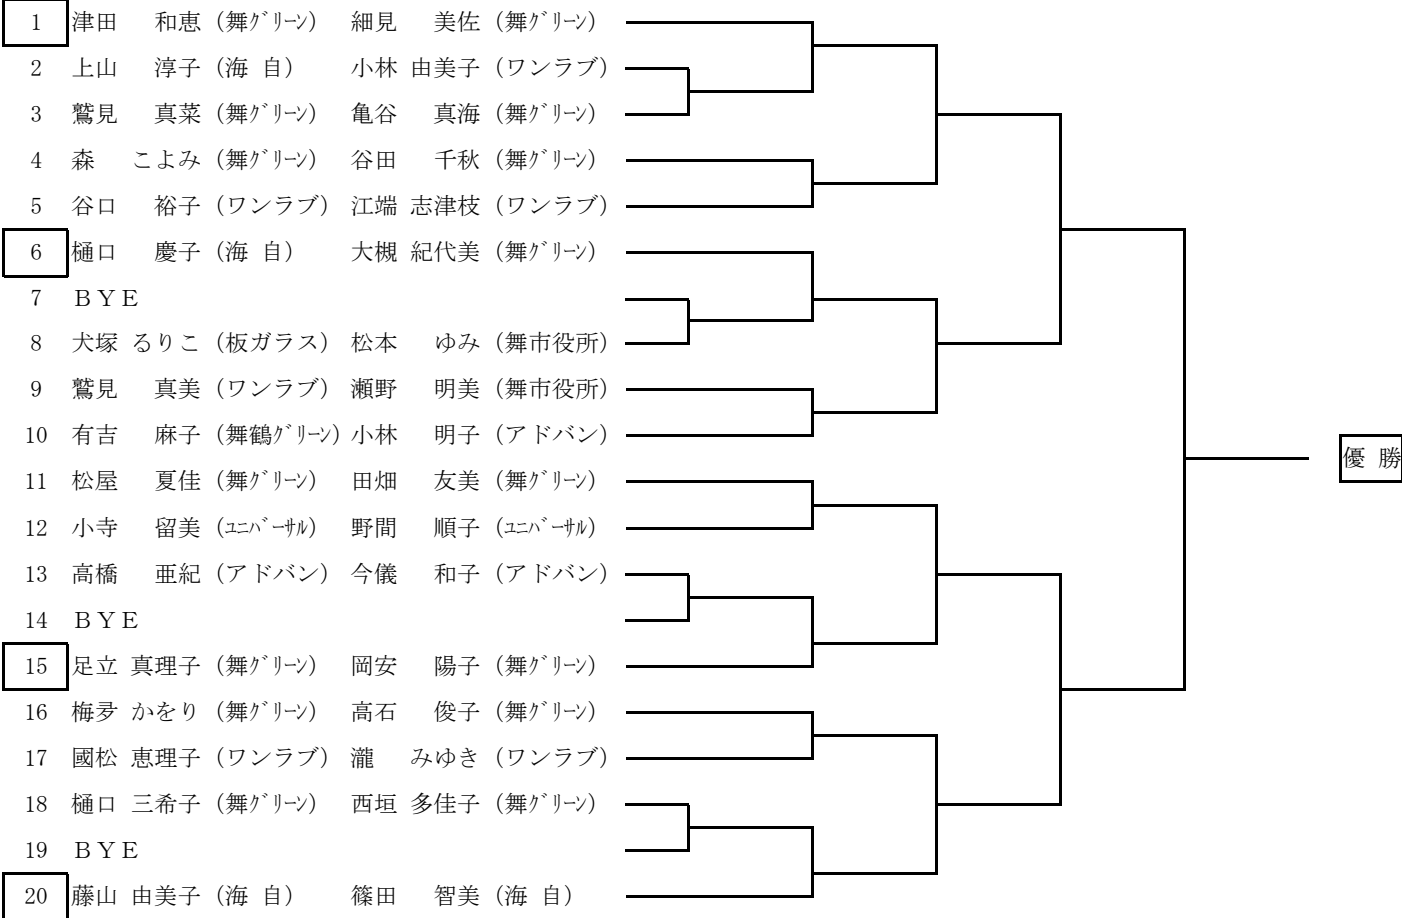 1 津田 和恵 (舞ｸﾞﾘｰﾝ) 細見 美佐 (舞ｸﾞﾘｰﾝ)
2 上山 淳子 (海 自) 小林 由美子 (ワンラブ)
3 鷲見 真菜 (舞ｸﾞﾘｰﾝ) 亀谷 真海 (舞ｸﾞﾘｰﾝ)
4 森 こよみ (舞ｸﾞﾘｰﾝ) 谷田 千秋 (舞ｸﾞﾘｰﾝ)
5 谷口 裕子 (ワンラブ) 江端 志津枝 (ワンラブ)
6 樋口 慶子 (海 自) 大槻 紀代美 (舞ｸﾞﾘｰﾝ)
7 ＢＹＥ
8 犬塚 るりこ (板ガラス) 松本 ゆみ (舞市役所)
9 鷲見 真美 (ワンラブ) 瀬野 明美 (舞市役所)
10 有吉 麻子 (舞鶴ｸﾞﾘｰﾝ) 小林 明子 (アドバン)
優 勝
11 松屋 夏佳 (舞ｸﾞﾘｰﾝ) 田畑 友美 (舞ｸﾞﾘｰﾝ)
12 小寺 留美 (ﾕﾆﾊﾞｰｻﾙ) 野間 順子 (ﾕﾆﾊﾞｰｻﾙ)
13 高橋 亜紀 (アドバン) 今儀 和子 (アドバン)
14 ＢＹＥ
15 足立 真理子 (舞ｸﾞﾘｰﾝ) 岡安 陽子 (舞ｸﾞﾘｰﾝ)
16 梅夛 かをり (舞ｸﾞﾘｰﾝ) 高石 俊子 (舞ｸﾞﾘｰﾝ)
17 國松 恵理子 (ワンラブ) 瀧 みゆき (ワンラブ)
18 樋口 三希子 (舞ｸﾞﾘｰﾝ) 西垣 多佳子 (舞ｸﾞﾘｰﾝ)
19 ＢＹＥ
20 藤山 由美子 (海 自) 篠田 智美 (海 自)